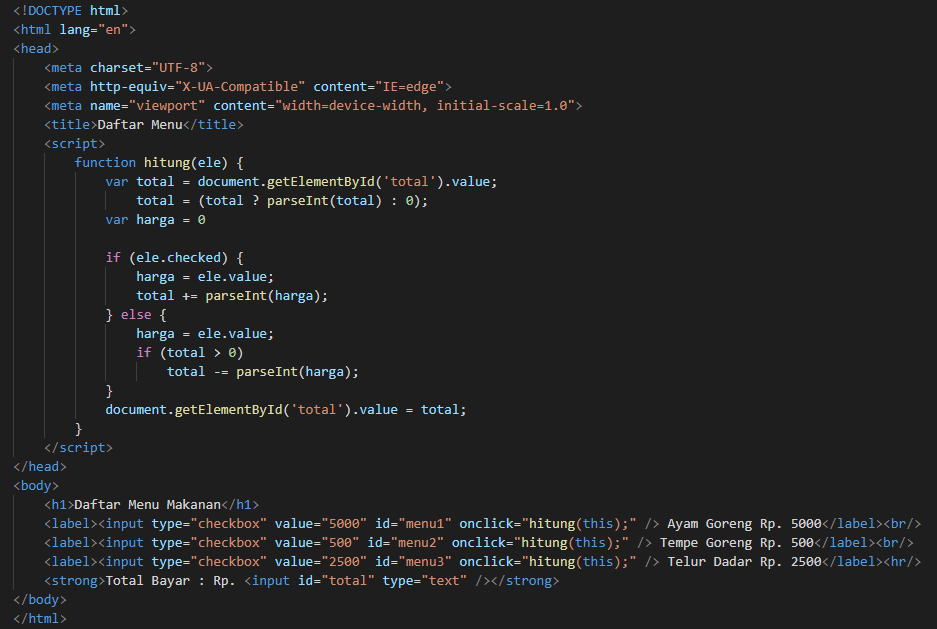 <!DOCTYPE html>
<html lang="en">
<head>
    <meta charset="UTF-8">
    <meta http-equiv="X-UA-Compatible" content="IE=edge">
    <meta name="viewport" content="width=device-width, initial-scale=1.0">
    <title>Daftar Menu</title>
    <script>
        function hitung(ele) {
            var total = document.getElementById('total').value;
                total = (total ? parseInt(total) : 0);
            var harga = 0

            if (ele.checked) {
                harga = ele.value;
                total += parseInt(harga);
            } else {
                harga = ele.value;
                if (total > 0)
                    total -= parseInt(harga);
            }
            document.getElementById('total').value = total;
        }
    </script>
</head>
<body>
    <h1>Daftar Menu Makanan</h1>
    <label><input type="checkbox" value="5000" id="menu1" onclick="hitung(this);" /> Ayam Goreng Rp. 5000</label><br/>
    <label><input type="checkbox" value="500" id="menu2" onclick="hitung(this);" /> Tempe Goreng Rp. 500</label><br/>
    <label><input type="checkbox" value="2500" id="menu3" onclick="hitung(this);" /> Telur Dadar Rp. 2500</label><hr/>
    <strong>Total Bayar : Rp. <input id="total" type="text" /></strong>
</body>
</html>